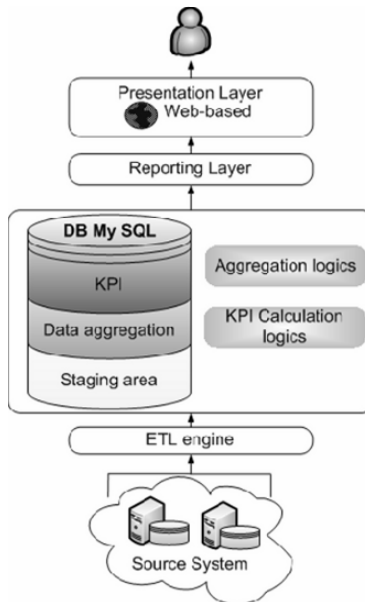 Presentation Layer
Web-based
Reporting Layer
DB My SQL
KPI
Data aggregation
Staging area
Aggregation logics
KPI Calculation
logics
ETL engine
Source System